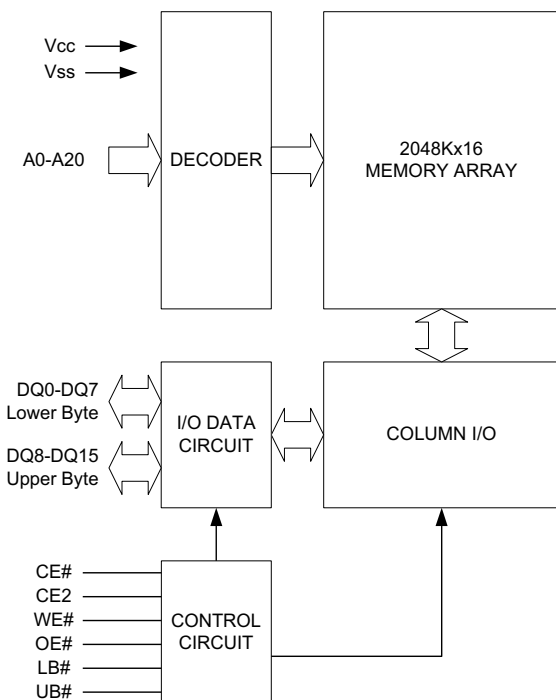 Vcc
Vss
A0-A20
DECODER
2048Kx16
MEMORY ARRAY
DQ0-DQ7
Lower Byte
DQ8-DQ15
Upper Byte
I/O DATA
CIRCUIT
COLUMN I/O
CE#
CE2
WE#
OE#
LB#
UB#
CONTROL
CIRCUIT